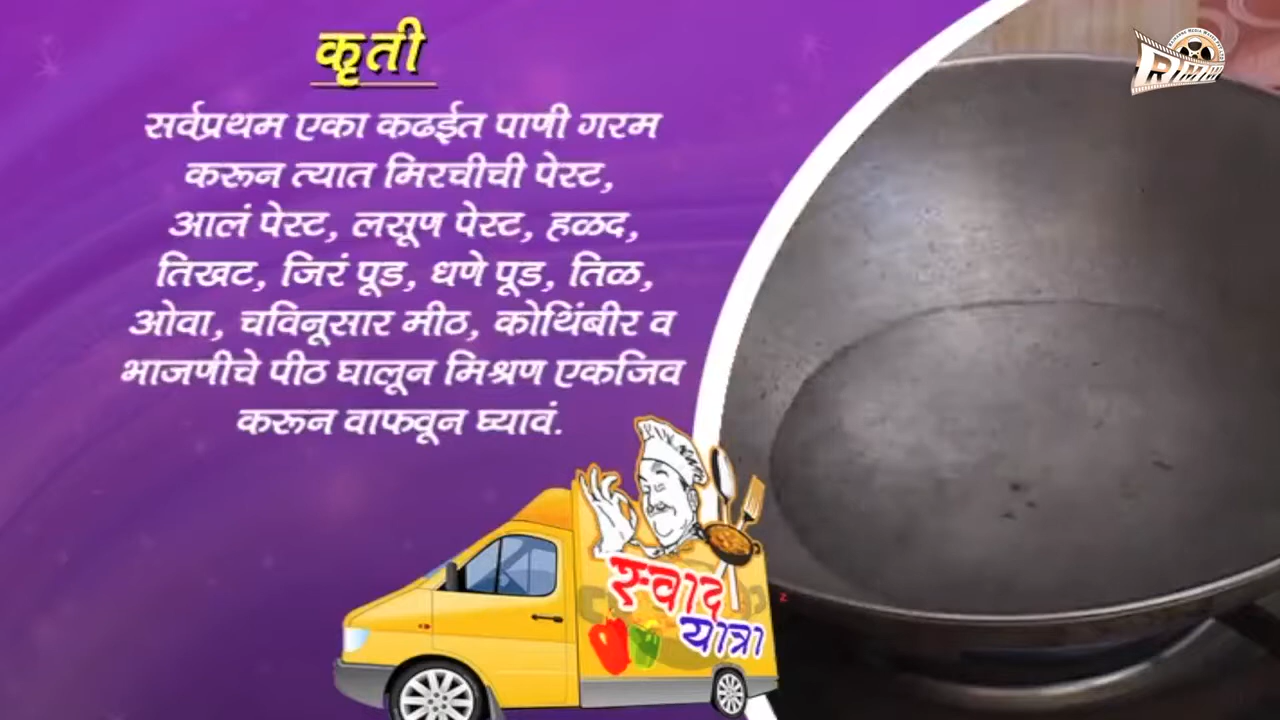 कृती
सर्वप्रथम एका कढईत पाणी गरम
करून त्यात मिरचीची पेस्ट,
आलं पेस्ट, लसूण पेस्ट, हळद,
तिखट, जिरं पूड, धणे पूड, तिळ,
ओवा, चविनूसार मीठ, कोथिंबीर व
भाजणीचे पीठ घालून मिश्रण एकजिव
करून वाफवून घ्यावं.
स्वाद
यात्रा